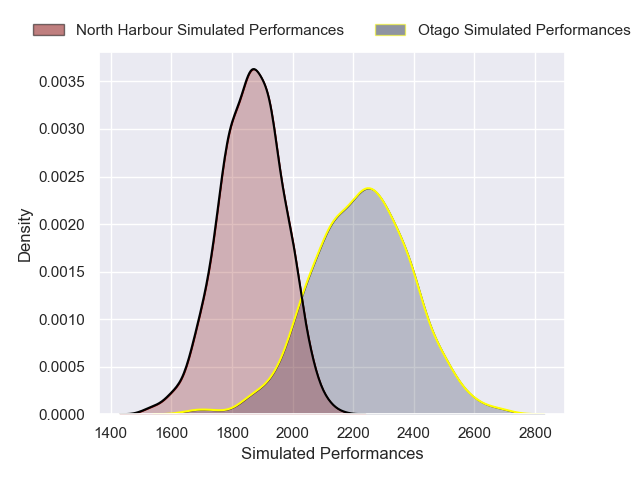 North Harbour Simulated Performances Otago Simulated Performances
0.0035
0.0030
0.0025
0.0020
0.0015
0.0010
0.0005
0.0000
Density
1400 1600 1800 2000 2200 2400 2600 2800
Simulated Performances